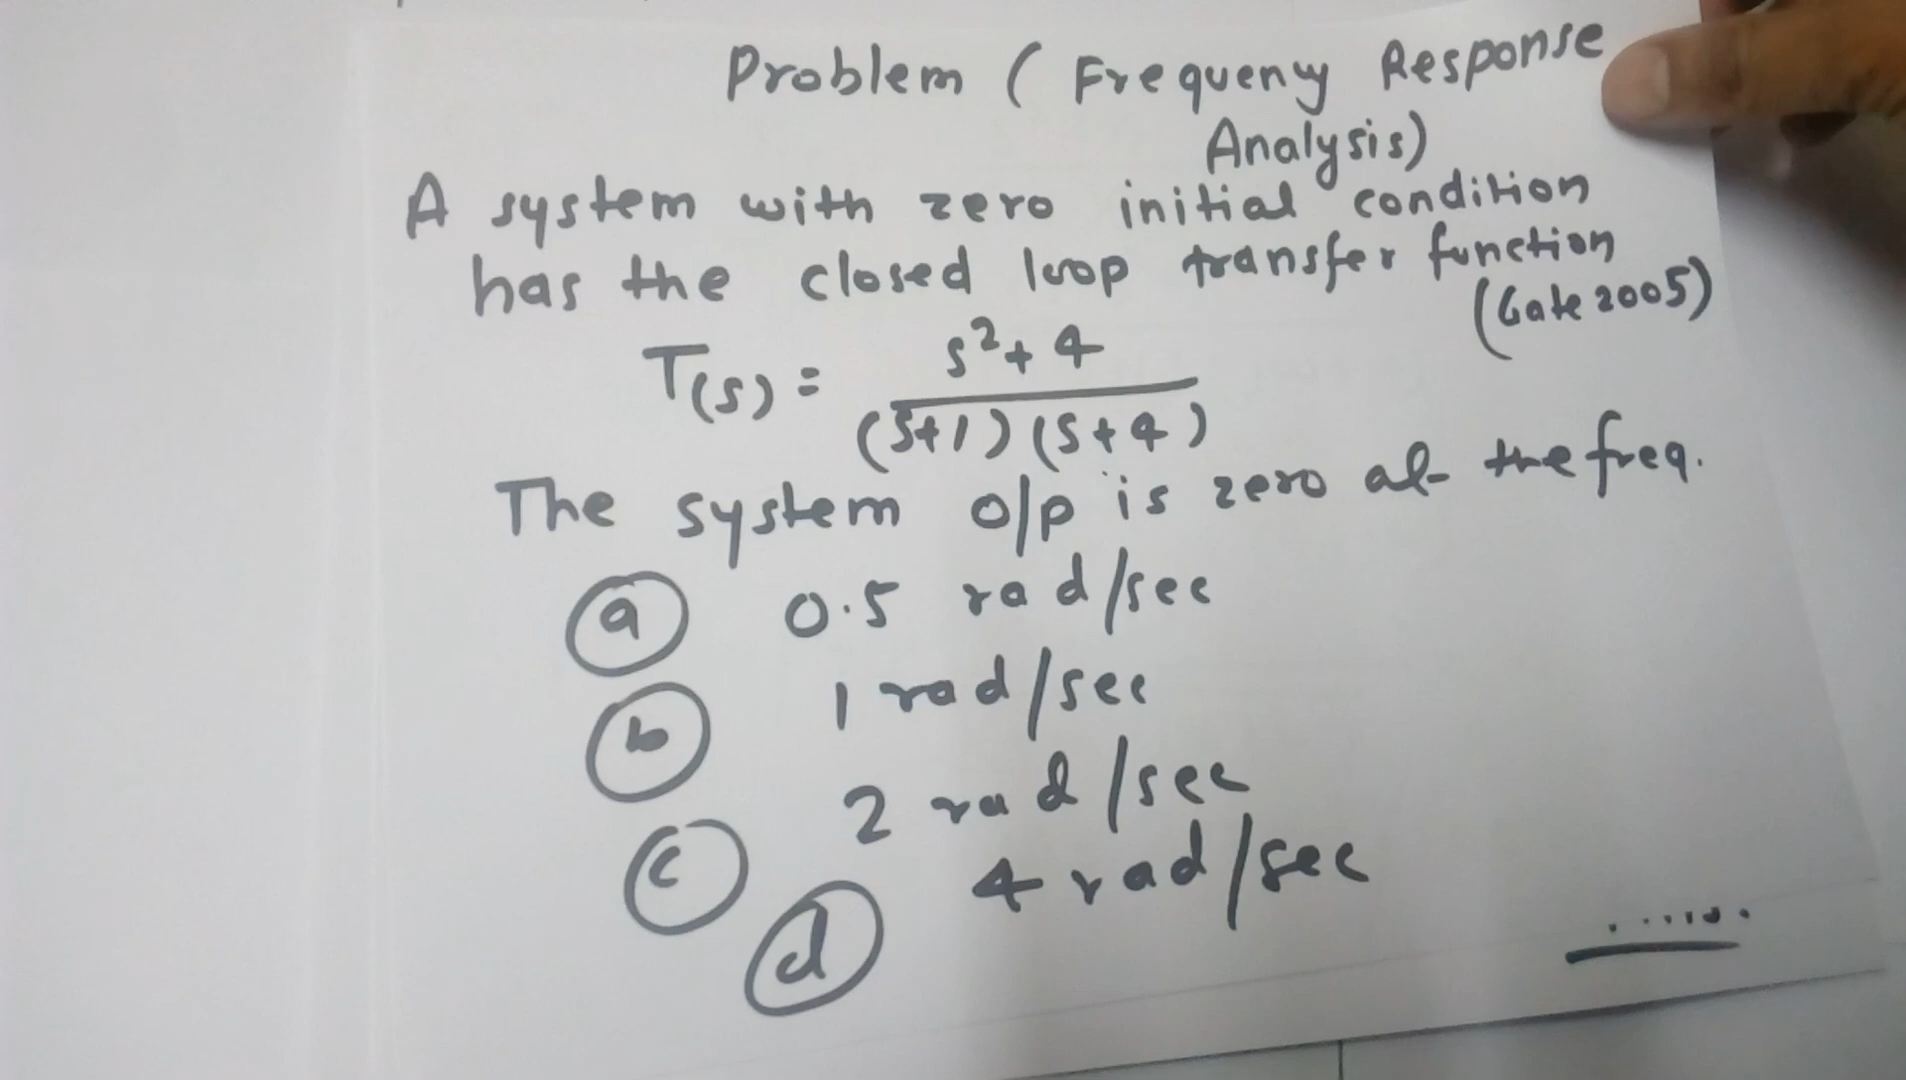 Problem ( Frequeny Response
Analysis)
A system with zero initial condition
has the closed loop transfer function
(Gate 2005)
T(s) = s²+4 / (s+1) (s+4)
The system o/p is zero at the freq.
a 0.5 rad/sec
b 1 rad/sec
c 2 rad/sec
d 4 rad/sec